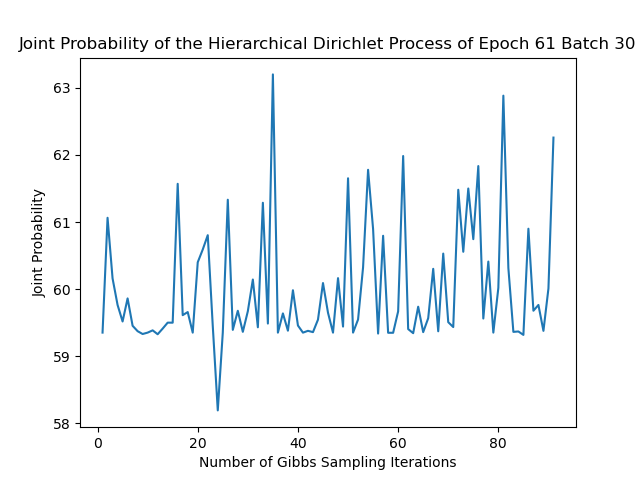 Joint Probability of the Hierarchical Dirichlet Process of Epoch 61 Batch 30
63
62
61
60
59
58
Joint Probability
0 20 40 60 80
Number of Gibbs Sampling Iterations